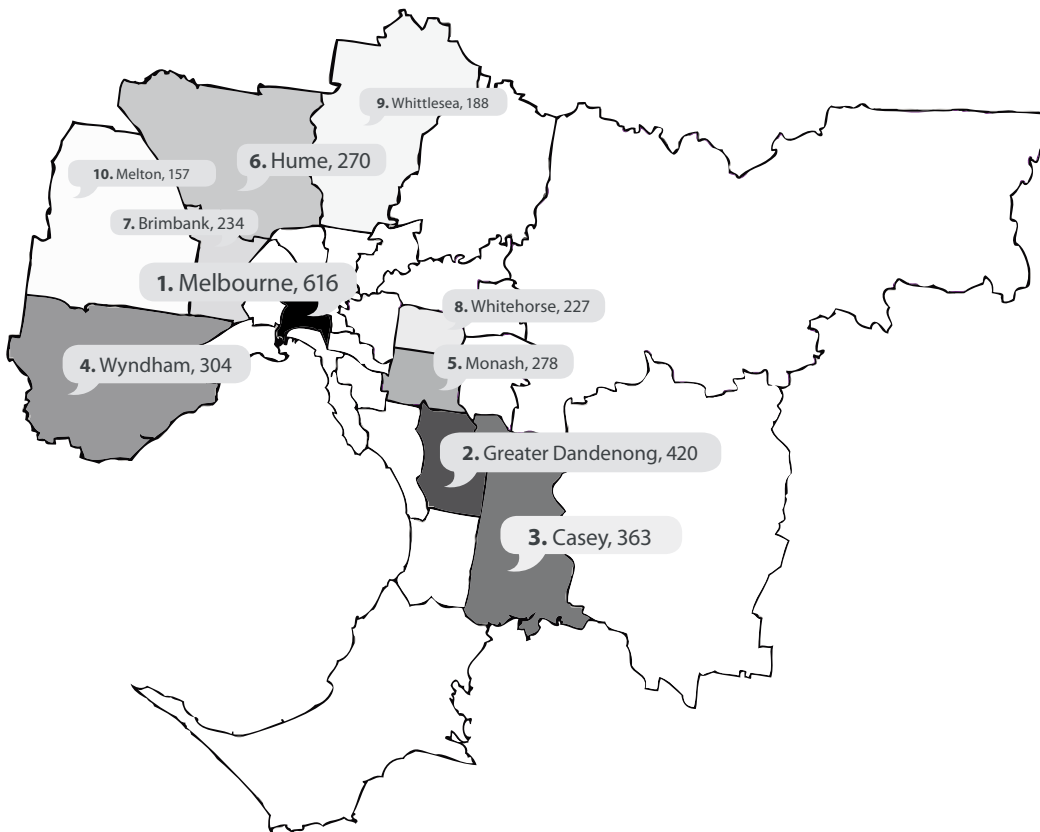 9. Whittlesea, 188
6. Hume, 270
10. Melton, 157
7. Brimbank, 234
1. Melbourne, 616
8. Whitehorse, 227
4. Wyndham, 304
5. Monash, 278
2. Greater Dandenong, 420
3. Casey, 363